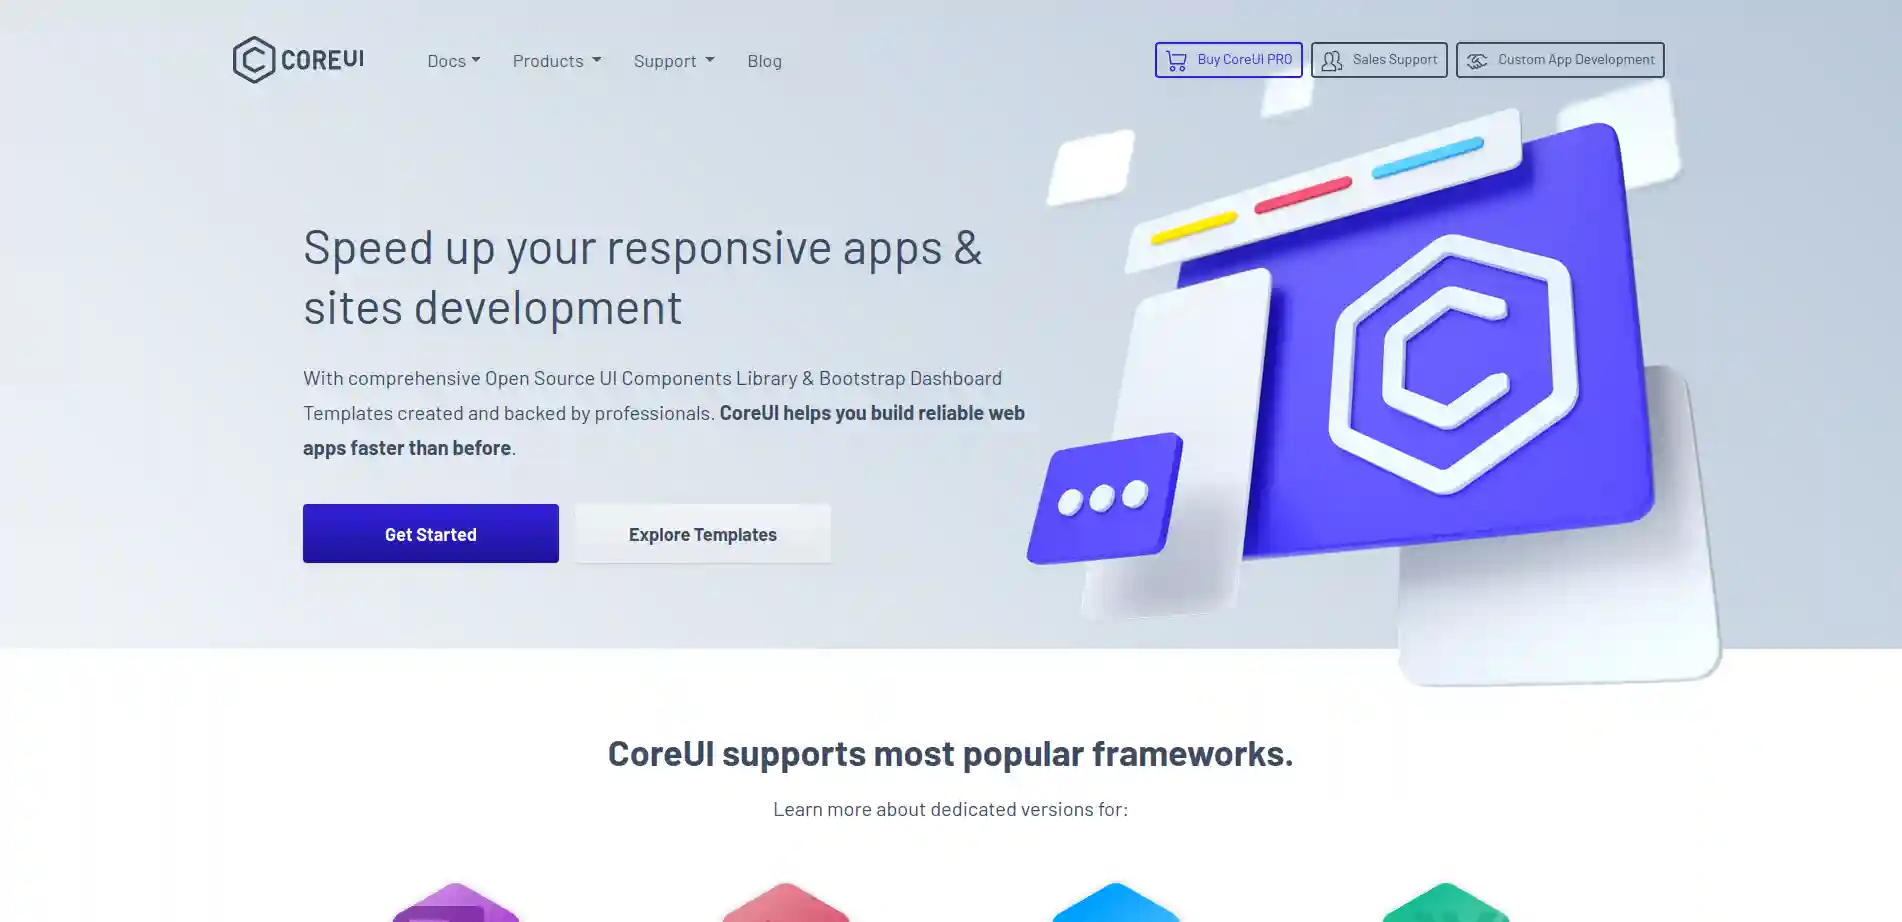 COREUI
Docs
Products
Support
Blog
Buy CoreUI PRO
Sales Support
Custom App Development
Speed up your responsive apps &
sites development
With comprehensive Open Source UI Components Library & Bootstrap Dashboard
Templates created and backed by professionals. CoreUI helps you build reliable web
apps faster than before.
Get Started
Explore Templates
CoreUI supports most popular frameworks.
Learn more about dedicated versions for: